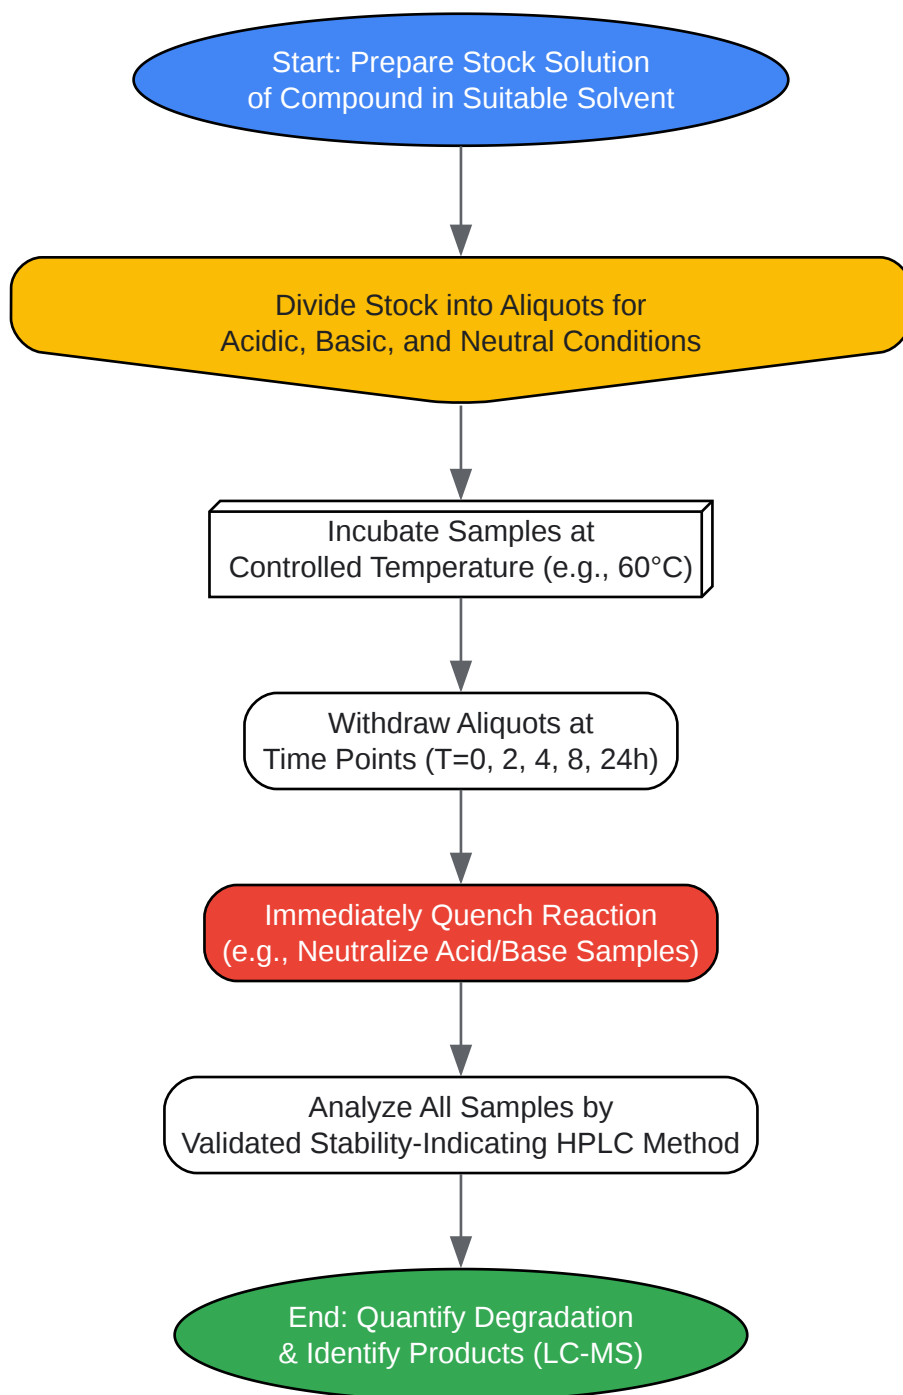 Start: Prepare Stock Solution
of Compound in Suitable Solvent
Divide Stock into Aliquots for
Acidic, Basic, and Neutral Conditions
Incubate Samples at
Controlled Temperature (e.g., 60°C)
Withdraw Aliquots at
Time Points (T=0, 2, 4, 8, 24h)
Immediately Quench Reaction
(e.g., Neutralize Acid/Base Samples)
Analyze All Samples by
Validated Stability-Indicating HPLC Method
End: Quantify Degradation
& Identify Products (LC-MS)